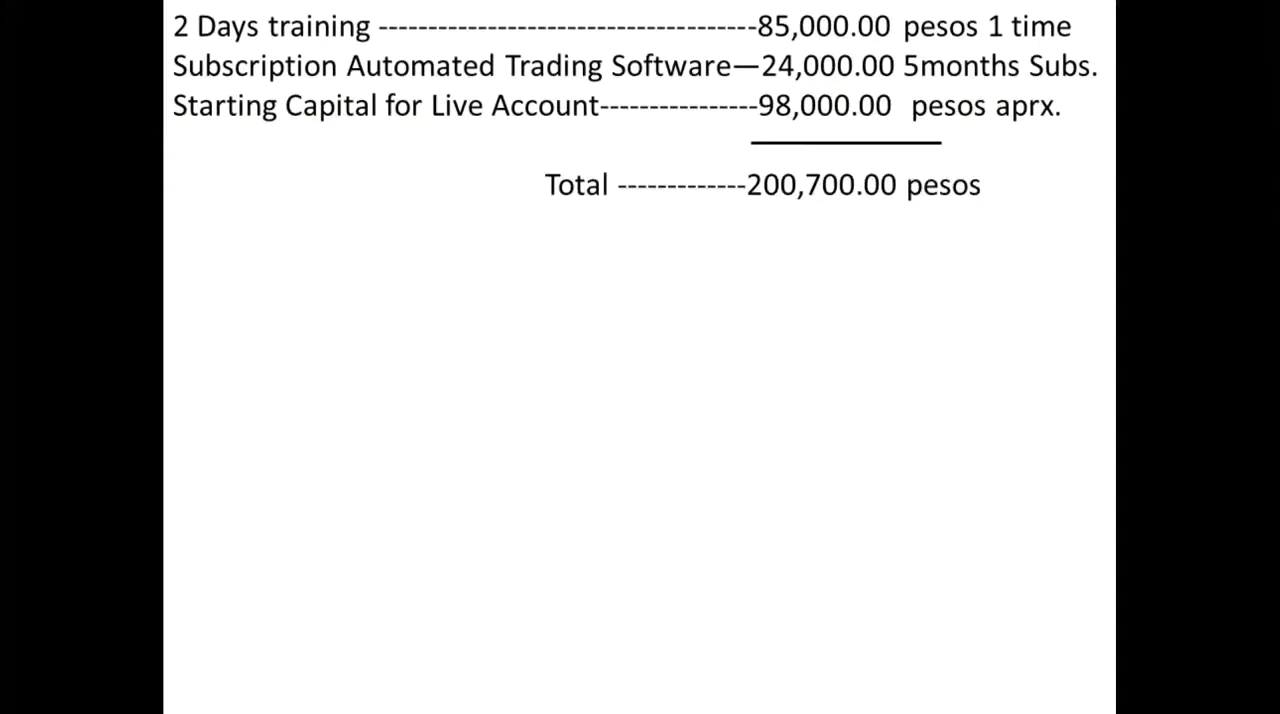 2 Days training --------------------------------------85,000.00 pesos 1 time
Subscription Automated Trading Software—24,000.00 5months Subs.
Starting Capital for Live Account----------------98,000.00 pesos aprx.
Total -------------200,700.00 pesos